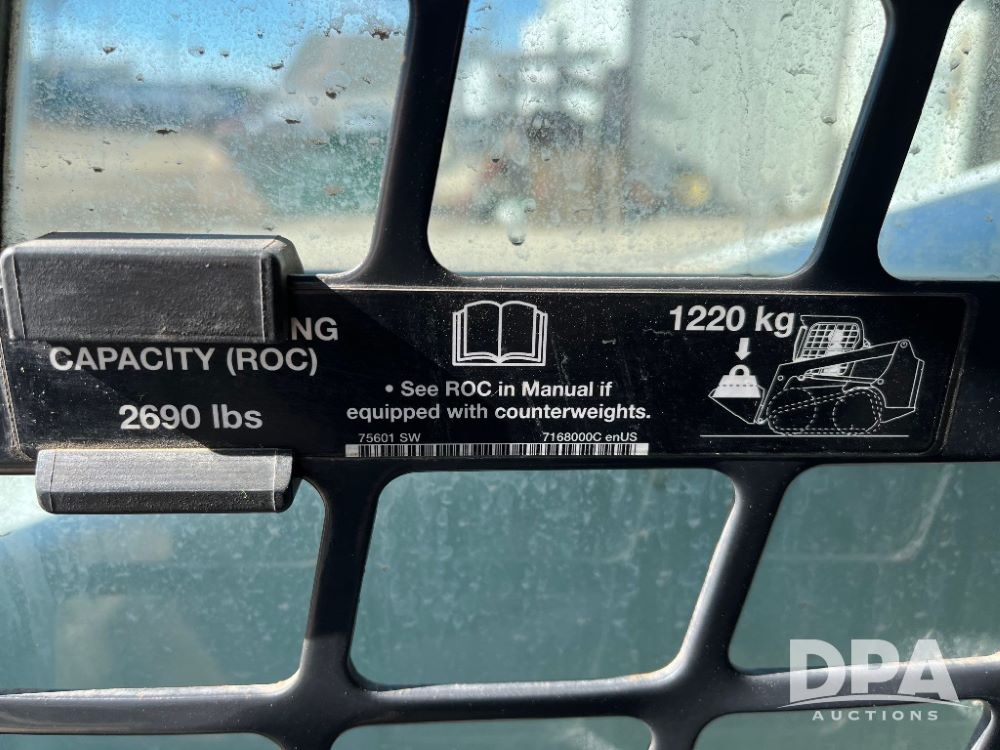 NG
CAPACITY (ROC)
2690 lbs
• See ROC in Manual if
equipped with counterweights.
75601 SW 7168000C enUS
1220 kg
DPA
AUCTIONS